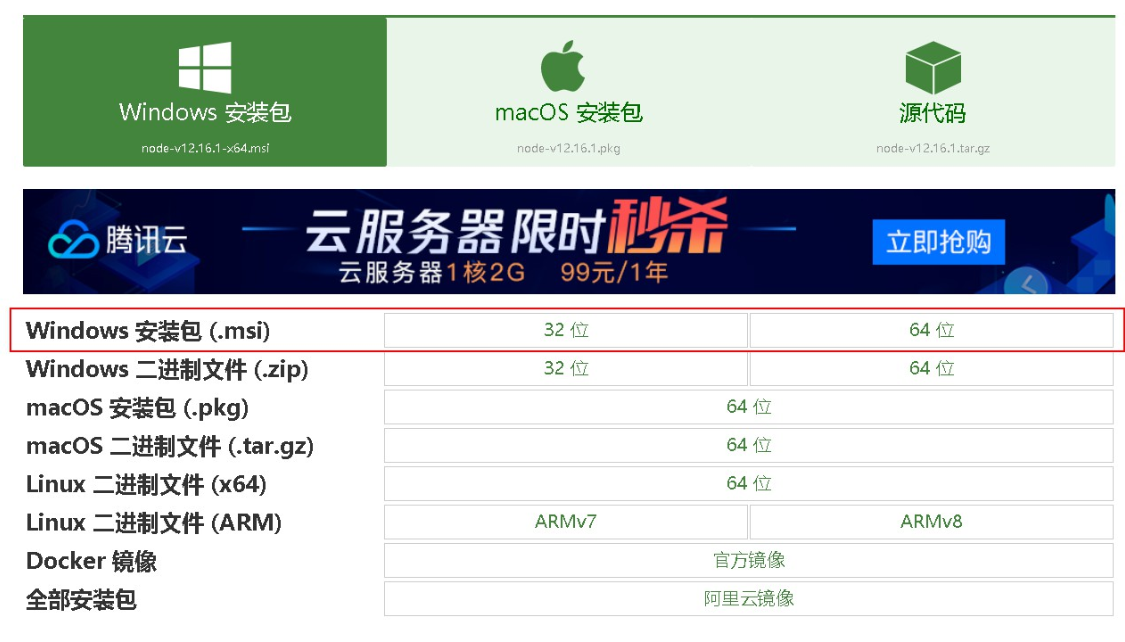 Windows 安装包
macOS 安装包
源代码
node-v12.16.1-x64.msi
node-v12.16.1.pkg
node-v12.16.1.tar.gz
腾讯云
云服务器限时秒杀
云服务器1核2G 99元/1年
立即抢购
Windows 安装包 (.msi) 32 位 64 位
Windows 二进制文件 (.zip) 32 位 64 位
macOS 安装包 (.pkg) 64 位
macOS 二进制文件 (.tar.gz) 64 位
Linux 二进制文件 (x64) 64 位
Linux 二进制文件 (ARM) ARMv7 ARMv8
Docker 镜像 官方镜像
全部安装包 阿里云镜像